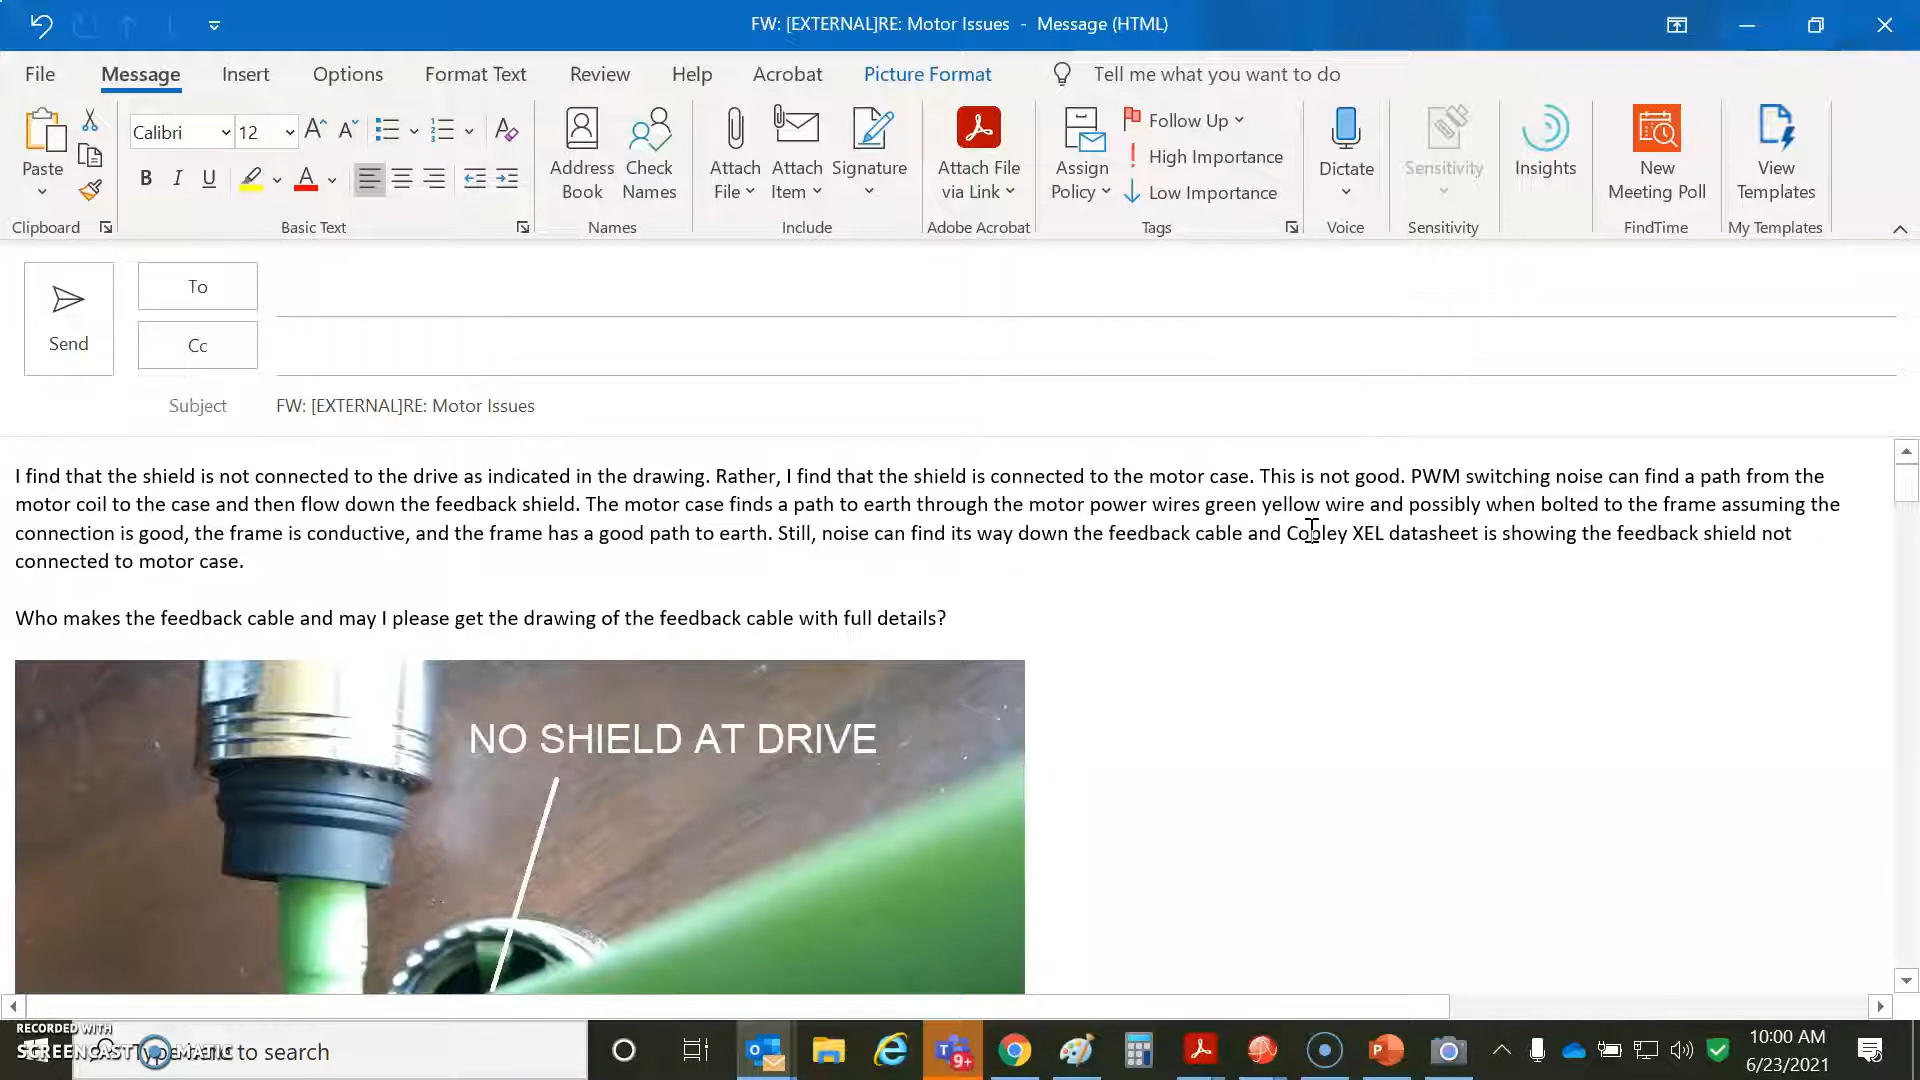 FW: [EXTERNAL]RE: Motor Issues - Message (HTML)
File Message Insert Options Format Text Review Help Acrobat Picture Format Tell me what you want to do
Calibri 12
Paste
B I U
Address Book
Check Names
Attach File
Attach Item
Signature
Attach File via Link
Assign Policy
Follow Up
High Importance
Low Importance
Dictate
Sensitivity
Insights
New Meeting Poll
View Templates
Clipboard Basic Text Names Include Adobe Acrobat Tags Voice Sensitivity FindTime My Templates
Send
To
Cc
Subject FW: [EXTERNAL]RE: Motor Issues
I find that the shield is not connected to the drive as indicated in the drawing. Rather, I find that the shield is connected to the motor case. This is not good. PWM switching noise can find a path from the
motor coil to the case and then flow down the feedback shield. The motor case finds a path to earth through the motor power wires green yellow wire and possibly when bolted to the frame assuming the
connection is good, the frame is conductive, and the frame has a good path to earth. Still, noise can find its way down the feedback cable and Copley XEL datasheet is showing the feedback shield not
connected to motor case.
Who makes the feedback cable and may I please get the drawing of the feedback cable with full details?
NO SHIELD AT DRIVE
RECORDED WITH
SCREENCAST MATIC
Type here to search
9+
10:00 AM
6/23/2021